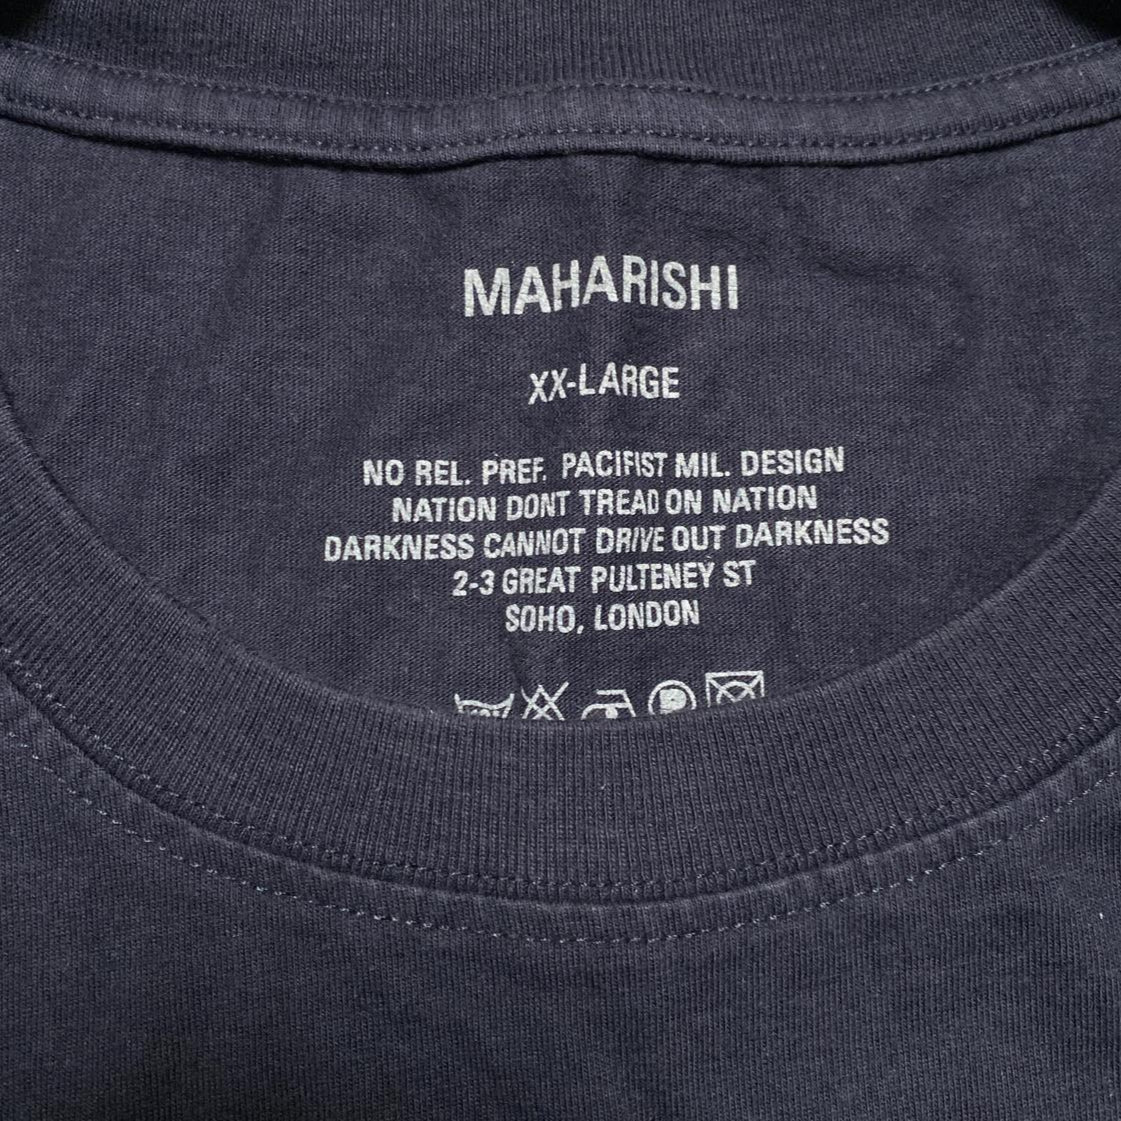 MAHARISHI
XX-LARGE
NO REL. PREF. PACIFIST MIL. DESIGN
NATION DONT TREAD ON NATION
DARKNESS CANNOT DRIVE OUT DARKNESS
2-3 GREAT PULTENEY ST
SOHO, LONDON